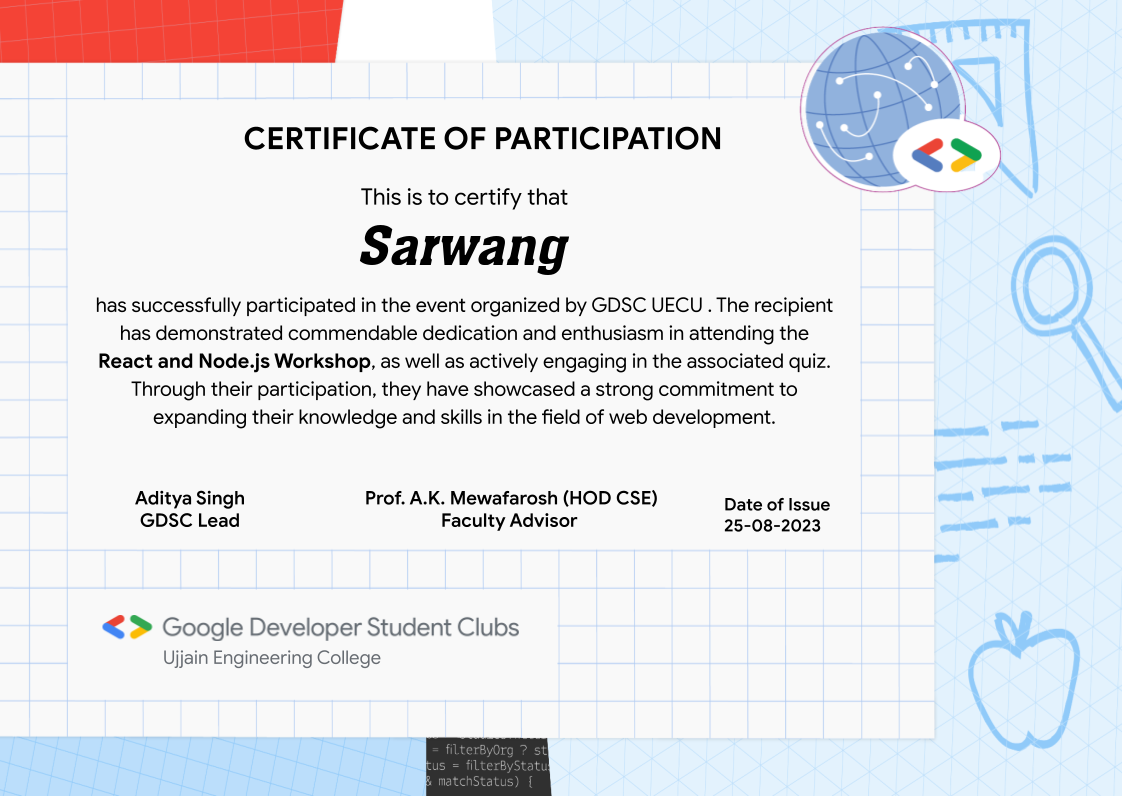 CERTIFICATE OF PARTICIPATION
This is to certify that
Sarwang
has successfully participated in the event organized by GDSC UECU . The recipient
has demonstrated commendable dedication and enthusiasm in attending the
React and Node.js Workshop, as well as actively engaging in the associated quiz.
Through their participation, they have showcased a strong commitment to
expanding their knowledge and skills in the field of web development.
Aditya Singh
GDSC Lead
Prof. A.K. Mewafarosh (HOD CSE)
Faculty Advisor
Date of Issue
25-08-2023
Google Developer Student Clubs
Ujjain Engineering College
= filterByOrg ? st
tus = filterByStatus
& matchStatus) {